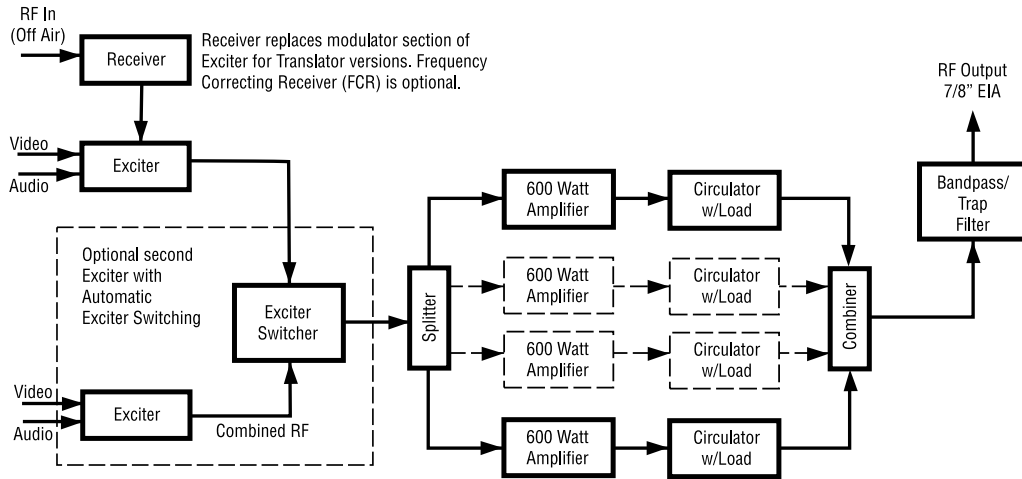 RF In
(Off Air)
Receiver
Receiver replaces modulator section of
Exciter for Translator versions. Frequency
Correcting Receiver (FCR) is optional.
Video
Audio
Exciter
Optional second
Exciter with
Automatic
Exciter Switching
Exciter
Switcher
Video
Audio
Exciter
Combined RF
Splitter
600 Watt
Amplifier
Circulator
w/Load
600 Watt
Amplifier
Circulator
w/Load
600 Watt
Amplifier
Circulator
w/Load
600 Watt
Amplifier
Circulator
w/Load
Combiner
Bandpass/
Trap
Filter
RF Output
7/8” EIA